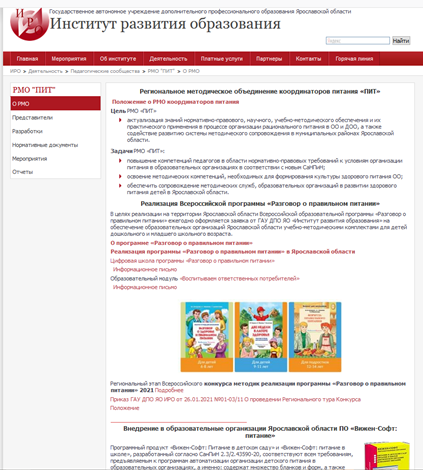 Государственное автономное учреждение дополнительного профессионального образования Ярославской области
Институт развития образования
Найти
Главная Мероприятия Об институте Деятельность Платные услуги Партнеры Контакты Горячая линия
ИРО > Деятельность > Педагогические сообщества > РМО "ПИТ" > О РМО
РМО "ПИТ"
О РМО
Представители
Разработки
Нормативные документы
Мероприятия
Отчеты
Региональное методическое объединение координаторов питания «ПИТ»
Положение о РМО координаторов питания
Цель РМО «ПИТ»
актуализация знаний нормативно-правового, научного, учебно-методического обеспечения и их
практического применения в процессе организации рационального питания в ОО и ДОО, а также
содействие развитию системы методического сопровождения в муниципальных районах Ярославской
области.
Задачи РМО «ПИТ»:
повышение компетенций педагогов в области нормативно-правовых требований к условиям организации
питания в образовательных организациях в соответствии с новым СанПиН;
освоение методических компетенций, необходимых для формирования культуры здорового питания ОО;
обеспечить сопровождение методических служб, образовательных организаций в развитии здорового
питания детей в Ярославской области.
Реализация Всероссийской программы «Разговор о правильном питании»
В целях реализации на территории Ярославской области Всероссийской образовательной программы «Разговор о
правильном питании» ежегодно оформляется заявка от ГАУ ДПО ЯО «Институт развития образования» на
обеспечение образовательных организаций Ярославской области учебно-методическими комплектами для детей
дошкольного и младшего школьного возраста.
О программе «Разговор о правильном питании»
Реализация программы «Разговор о правильном питании» в Ярославской области
Цифровая школа программы «Разговор о питании»
Информационное письмо
Образовательный модуль «Воспитываем ответственных потребителей»
Информационное письмо
Региональный этап Всероссийского конкурса методик реализации программы «Разговор о правильном
питании» 2021 Подробнее
Приказ ГАУ ДПО ЯО ИРО от 26.01.2021 №01-03/11 О проведении Регионального тура Конкурса
Положение
Внедрение в образовательные организации Ярославской области ПО «Вижен-Софт:
питание»
Программный продукт «Вижен-Софт: Питание в детском саду» и «Вижен-Софт: питание в
школе», разработанный согласно СанПиН 2.3/2.43590-20, соответствует всем требованиям,
предъявляемым к программам автоматизации организации детского питания в
образовательных организациях, а именно: содержат множество бланков и форм, а также